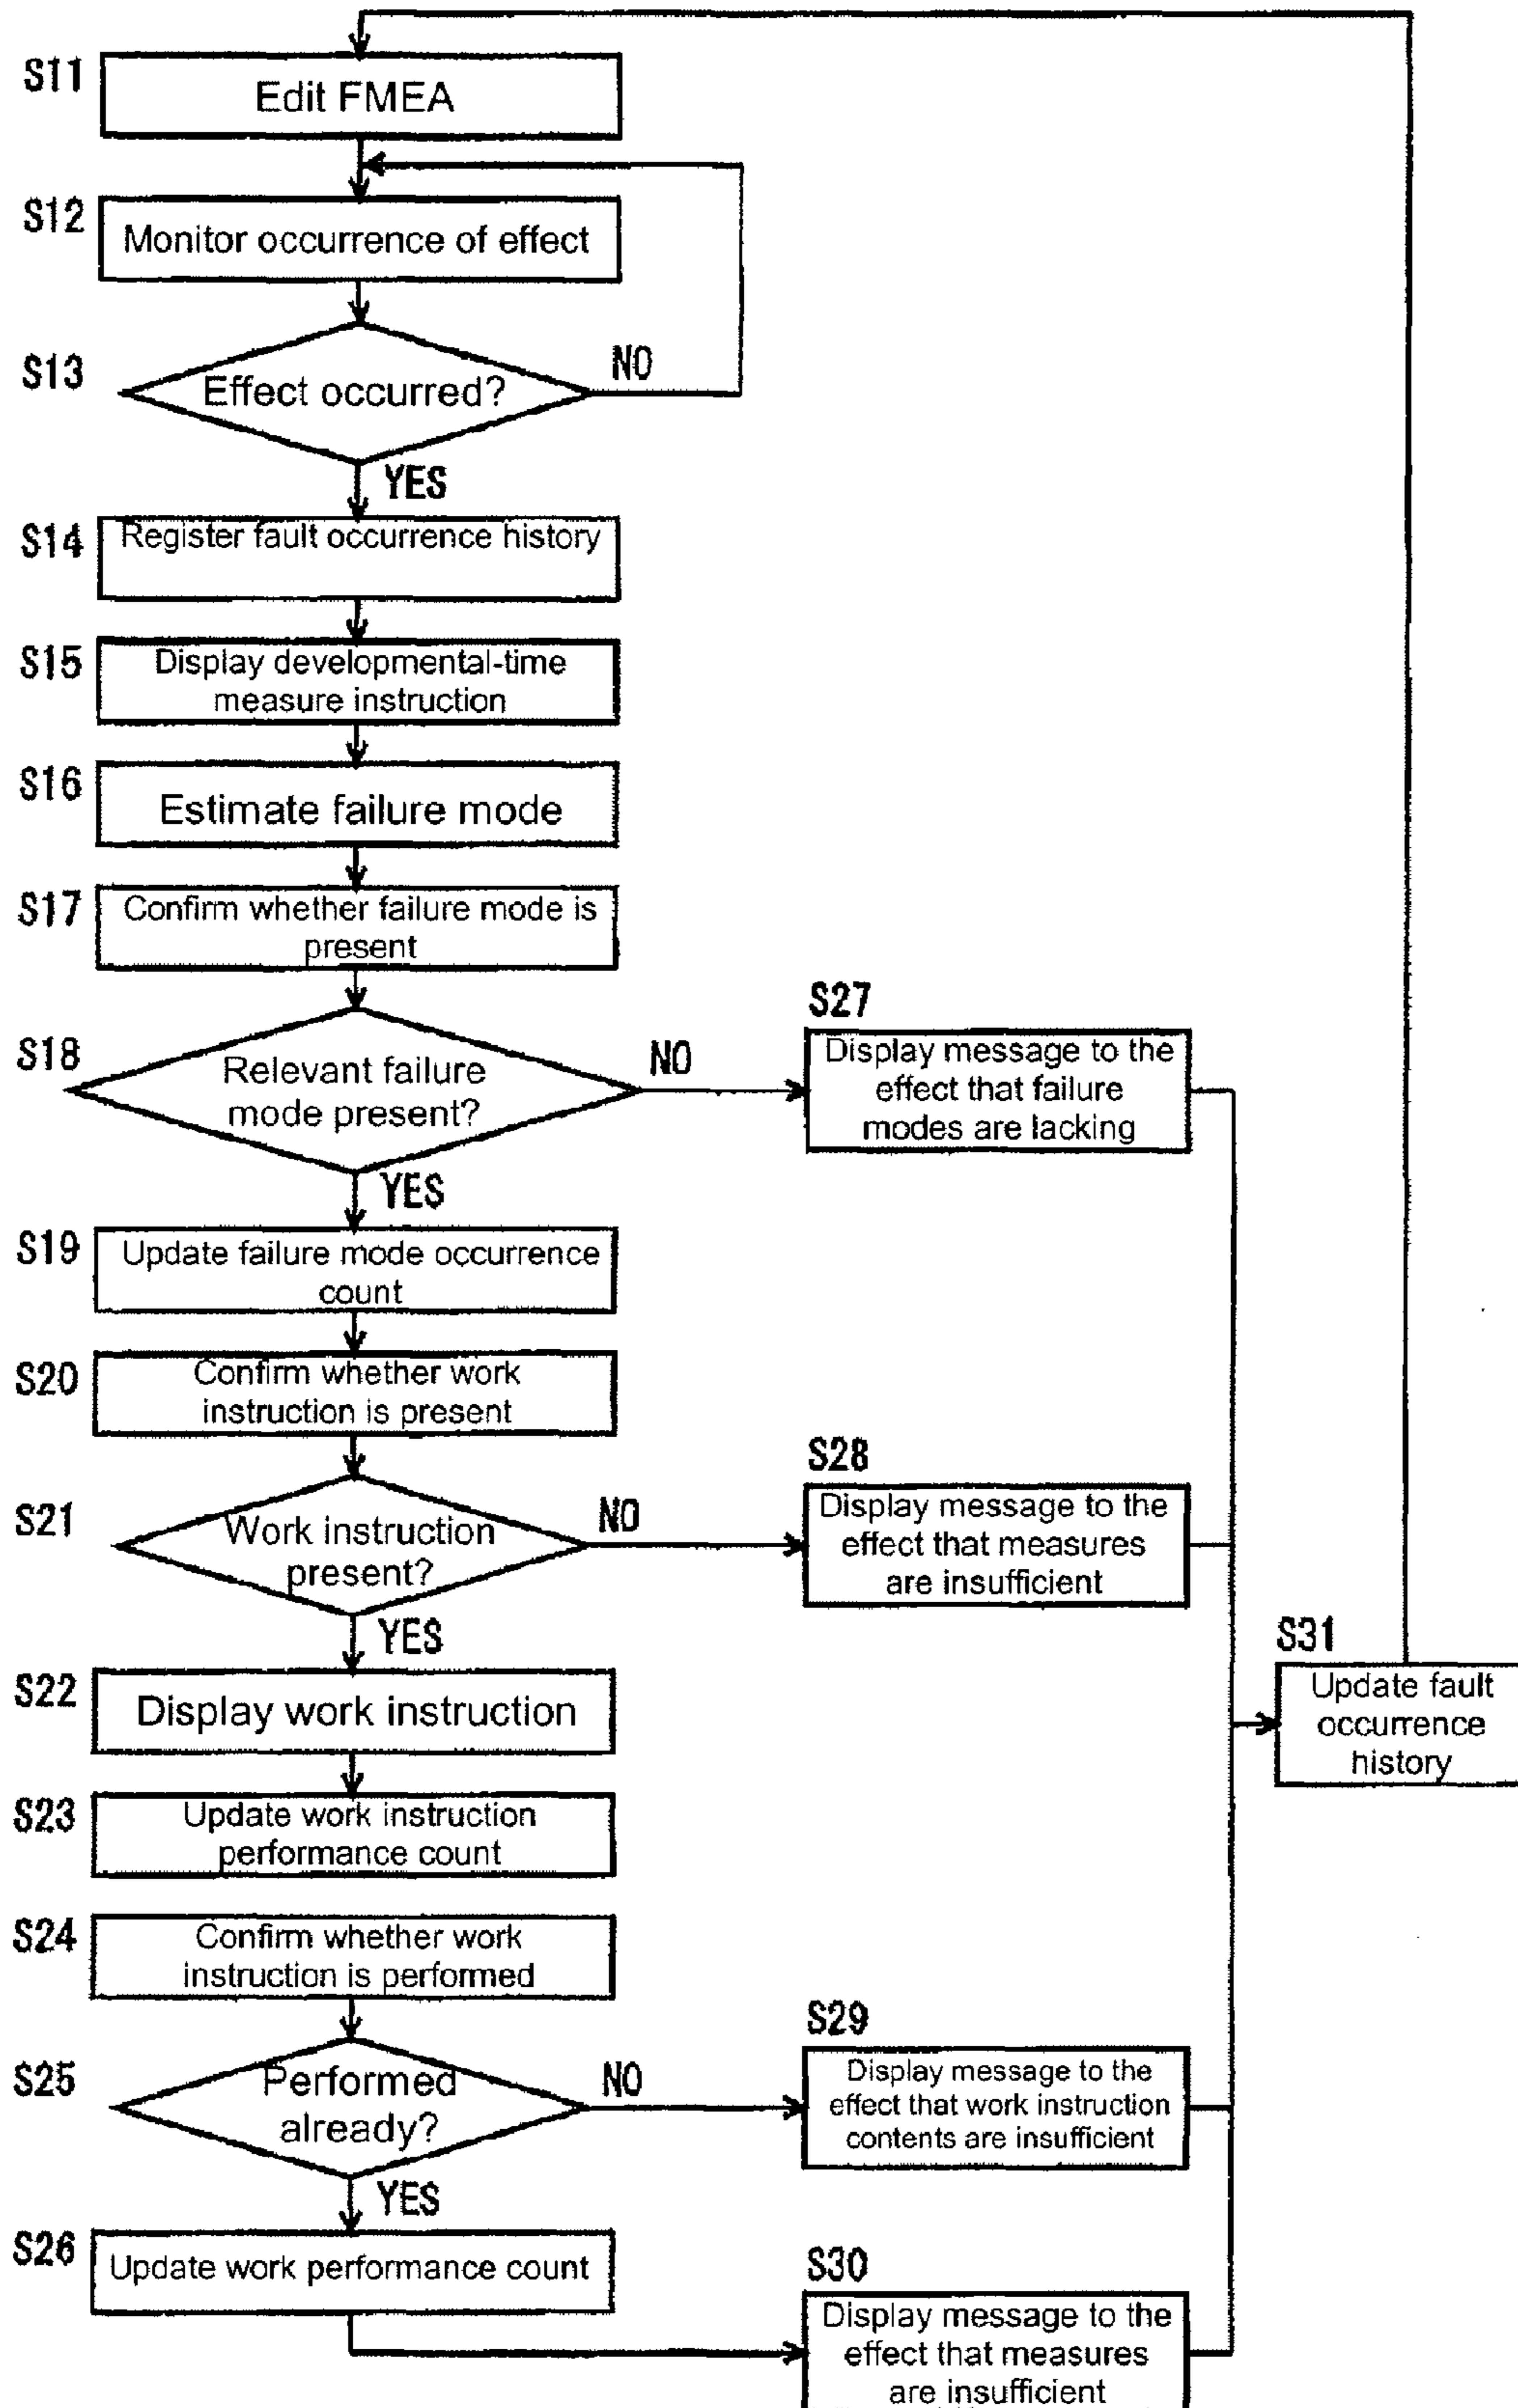 S11
Edit FMEA
S12
Monitor occurrence of effect
S13
Effect occurred?
NO
YES
S14
Register fault occurrence history
S15
Display developmental-time
measure instruction
S16
Estimate failure mode
S17
Confirm whether failure mode is
present
S18
Relevant failure
mode present?
NO
S27
Display message to the
effect that failure
modes are lacking
YES
S19
Update failure mode occurrence
count
S20
Confirm whether work
instruction is present
S21
Work instruction
present?
NO
S28
Display message to the
effect that measures
are insufficient
YES
S22
Display work instruction
S31
Update fault
occurrence
history
S23
Update work instruction
performance count
S24
Confirm whether work
instruction is performed
S25
Performed
already?
NO
S29
Display message to the
effect that work instruction
contents are insufficient
YES
S26
Update work performance count
S30
Display message to the
effect that measures
are insufficient